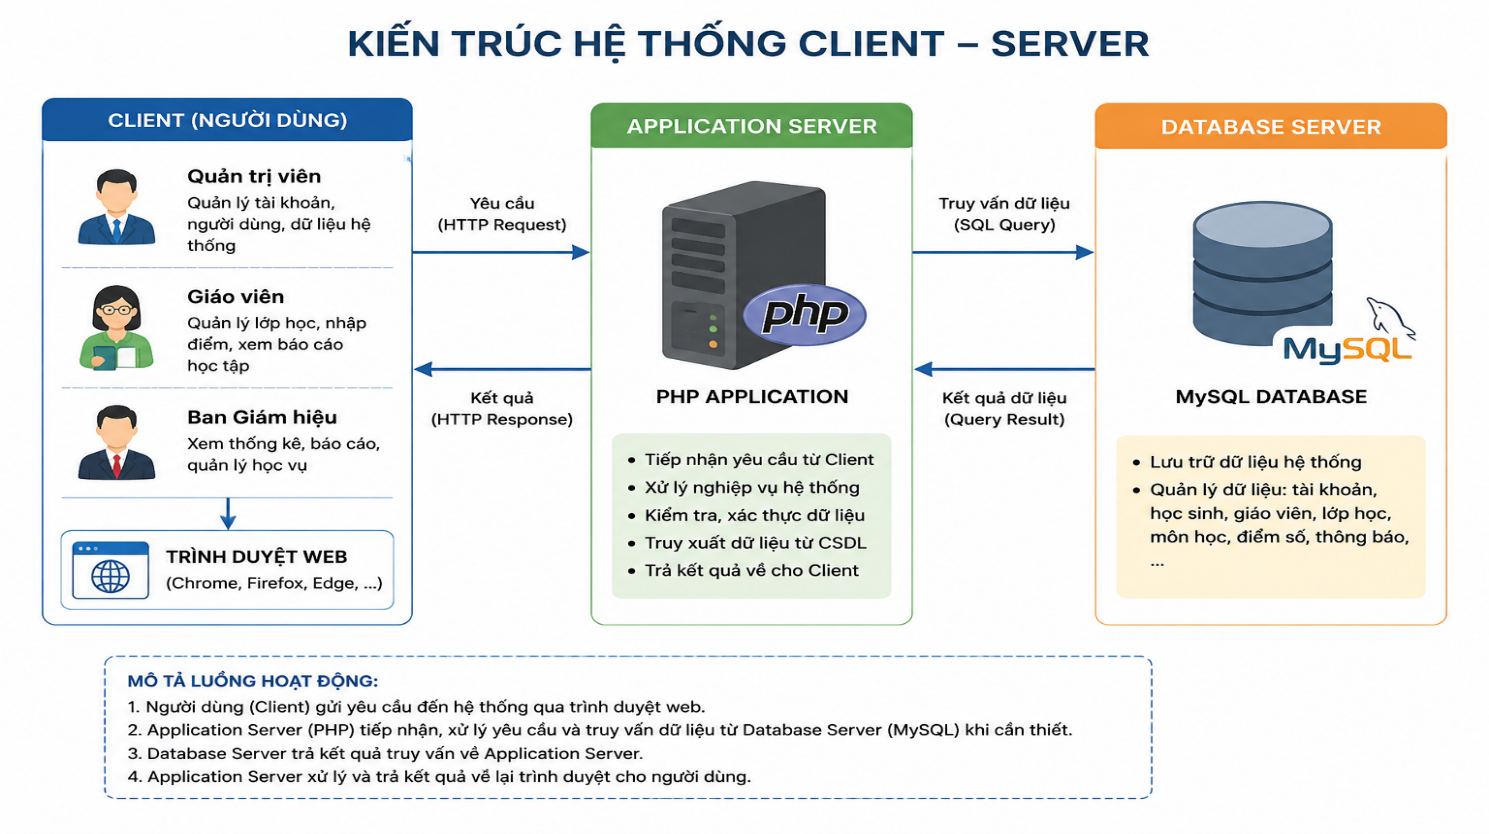 KIẾN TRÚC HỆ THỐNG CLIENT – SERVER
CLIENT (NGƯỜI DÙNG)
Quản trị viên
Quản lý tài khoản,
người dùng, dữ liệu hệ
thống
Giáo viên
Quản lý lớp học, nhập
điểm, xem báo cáo
học tập
Ban Giám hiệu
Xem thống kê, báo cáo,
quản lý học vụ
TRÌNH DUYỆT WEB
(Chrome, Firefox, Edge, ...)
Yêu cầu
(HTTP Request)
Kết quả
(HTTP Response)
APPLICATION SERVER
php
PHP APPLICATION
• Tiếp nhận yêu cầu từ Client
• Xử lý nghiệp vụ hệ thống
• Kiểm tra, xác thực dữ liệu
• Truy xuất dữ liệu từ CSDL
• Trả kết quả về cho Client
Truy vấn dữ liệu
(SQL Query)
Kết quả dữ liệu
(Query Result)
DATABASE SERVER
MySQL
MySQL DATABASE
• Lưu trữ dữ liệu hệ thống
• Quản lý dữ liệu: tài khoản,
học sinh, giáo viên, lớp học,
môn học, điểm số, thông báo,
...
MÔ TẢ LUỒNG HOẠT ĐỘNG:
1. Người dùng (Client) gửi yêu cầu đến hệ thống qua trình duyệt web.
2. Application Server (PHP) tiếp nhận, xử lý yêu cầu và truy vấn dữ liệu từ Database Server (MySQL) khi cần thiết.
3. Database Server trả kết quả truy vấn về Application Server.
4. Application Server xử lý và trả kết quả về lại trình duyệt cho người dùng.